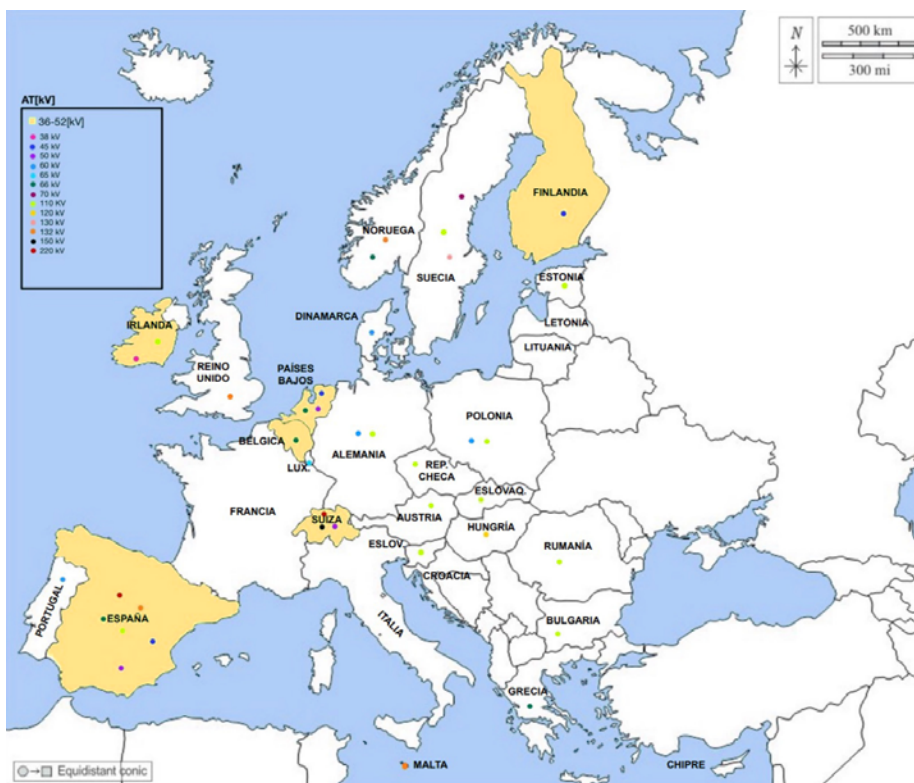 N
500 km
300 mi
AT[kV]
36-52[kV]
38 kV
45 kV
50 kV
60 kV
65 kV
66 kV
70 kV
110 KV
120 kV
130 kV
132 kV
150 kV
220 kV
FINLANDIA
NORUEGA
SUECIA
ESTONIA
LETONIA
LITUANIA
DINAMARCA
IRLANDA
REINO
UNIDO
PAÍSES
BAJOS
POLONIA
BÉLGICA
ALEMANIA
LUX.
REP.
CHECA
ESLOVAQ.
FRANCIA
SUIZA
AUSTRIA
HUNGRÍA
ESLOV.
RUMANÍA
CROACIA
PORTUGAL
ESPAÑA
ITALIA
BULGARIA
GRECIA
MALTA
CHIPRE
Equidistant conic